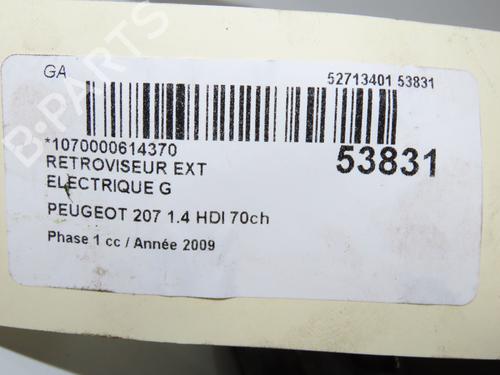 GA
52713401 53831
*1070000614370
53831
RETROVISEUR EXT
ELECTRIQUE G
PEUGEOT 207 1.4 HDI 70ch
Phase 1 cc / Année 2009
B-PARTS